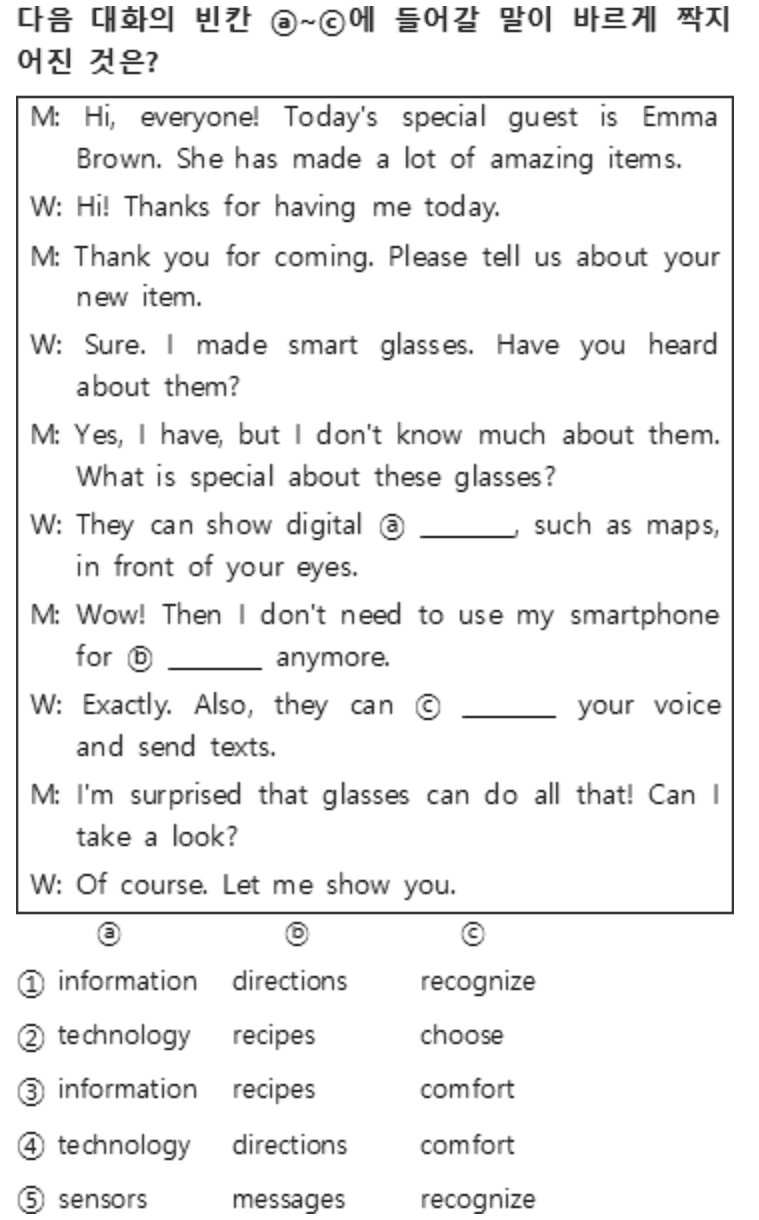 다음 대화의 빈칸 ⓐ~ⓒ에 들어갈 말이 바르게 짝지
어진 것은?
M: Hi, everyone! Today's special guest is Emma
Brown. She has made a lot of amazing items.
W: Hi! Thanks for having me today.
M: Thank you for coming. Please tell us about your
new item.
W: Sure. I made smart glasses. Have you heard
about them?
M: Yes, I have, but I don't know much about them.
What is special about these glasses?
W: They can show digital ⓐ ______, such as maps,
in front of your eyes.
M: Wow! Then I don't need to use my smartphone
for ⓑ ______ anymore.
W: Exactly. Also, they can ⓒ ______ your voice
and send texts.
M: I'm surprised that glasses can do all that! Can I
take a look?
W: Of course. Let me show you.
ⓐ ⓑ ⓒ
① information directions recognize
② technology recipes choose
③ information recipes comfort
④ technology directions comfort
⑤ sensors messages recognize